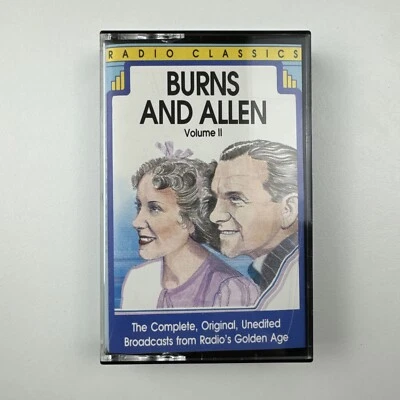 RADIO CLASSICS
BURNS
AND ALLEN
Volume II
The Complete, Original, Unedited
Broadcasts from Radio's Golden Age